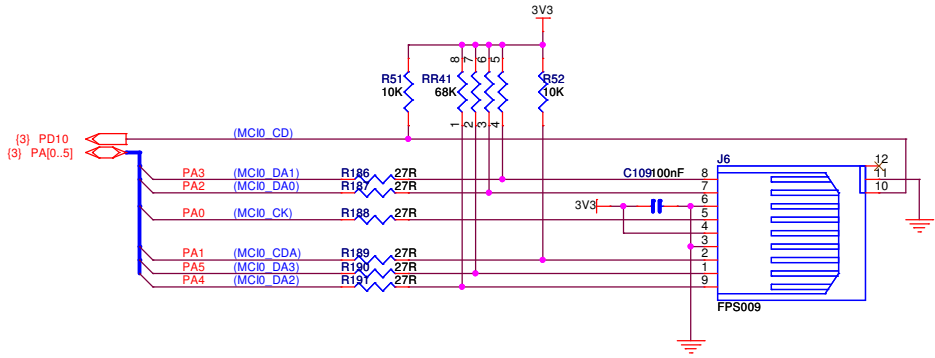 3V3
8 7 6 5
R51 RR41 R52
10K 68K 10K
1 2 3 4
{3} PD10 (MCI0_CD)
{3} PA[0..5]
J6
12
PA3 (MCI0_DA1) R186 27R C109 100nF 8 11
PA2 (MCI0_DA0) R187 27R 7 10
3V3 6
PA0 (MCI0_CK) R188 27R 5
4
3
PA1 (MCI0_CDA) R189 27R 2
PA5 (MCI0_DA3) R190 27R 1
PA4 (MCI0_DA2) R191 27R 9
FPS009